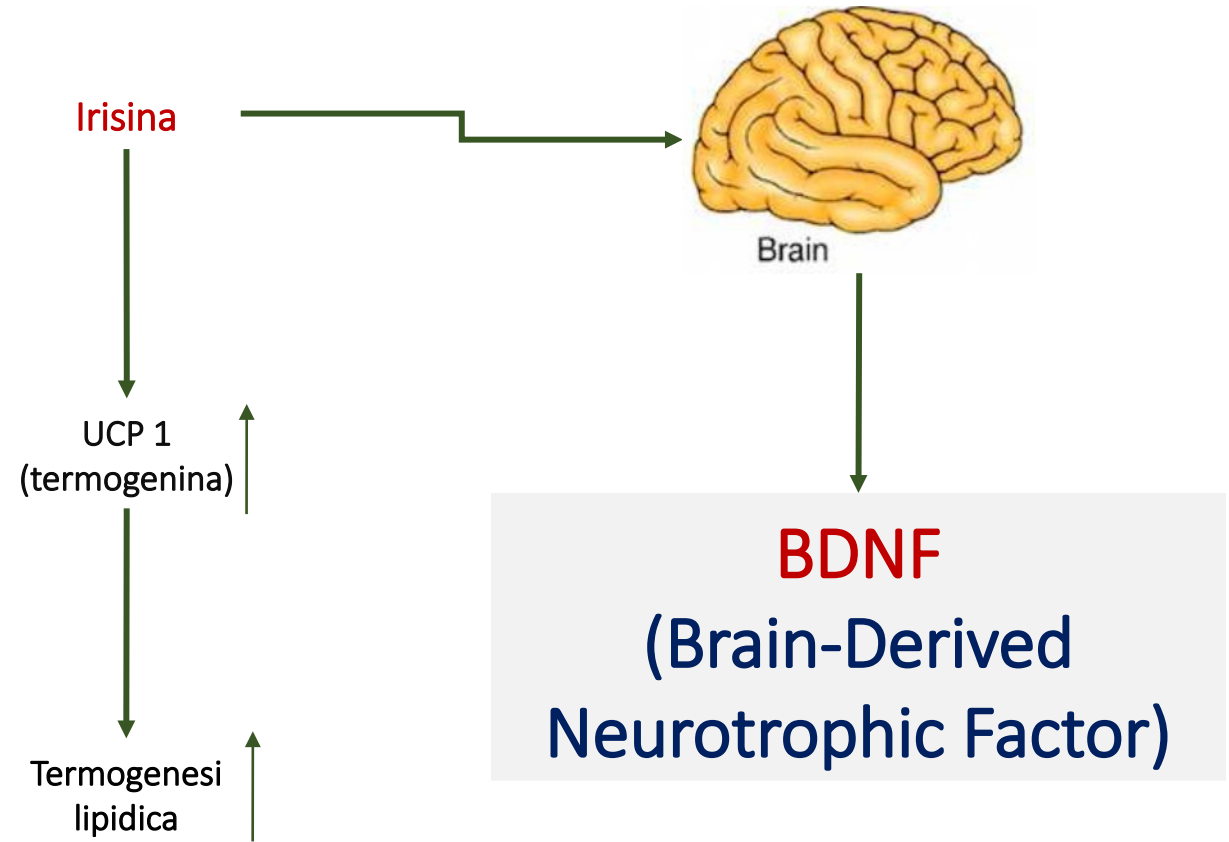 Irisina
Brain
UCP 1
(termogenina)
BDNF
(Brain-Derived
Neurotrophic Factor)
Termogenesi
lipidica